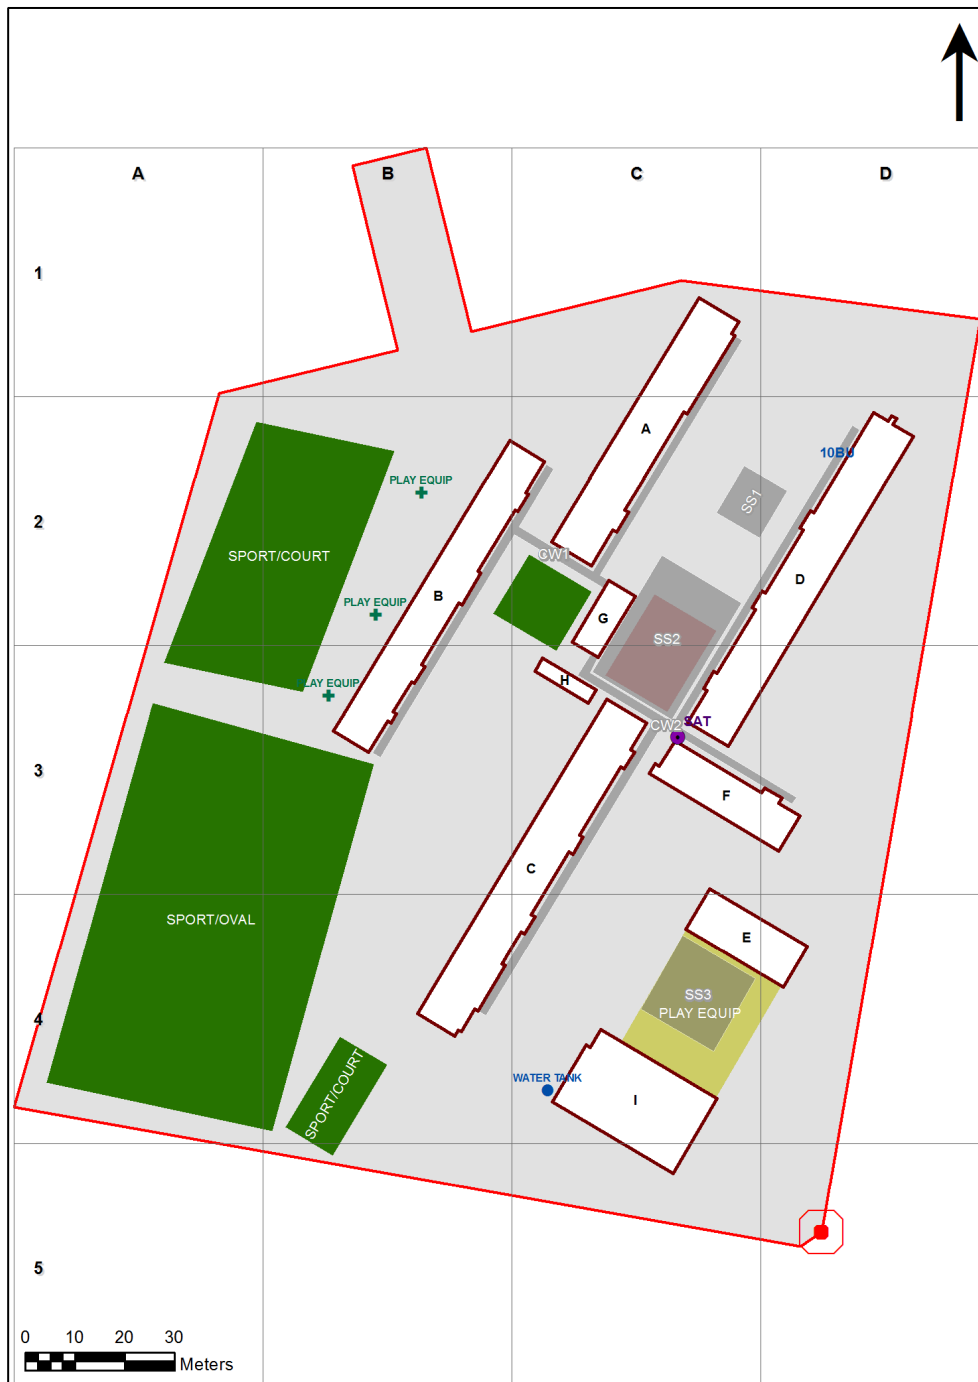 A B C D
1
A
2
10BU
PLAY EQUIP
SS1
SPORT/COURT
CW1
D
B
PLAY EQUIP
G
SS2
H
PLAY EQUIP
CW2
SAT
3
F
C
SPORT/OVAL
E
SS3
PLAY EQUIP
4
WATER TANK
SPORT/COURT
I
5
0 10 20 30
Meters